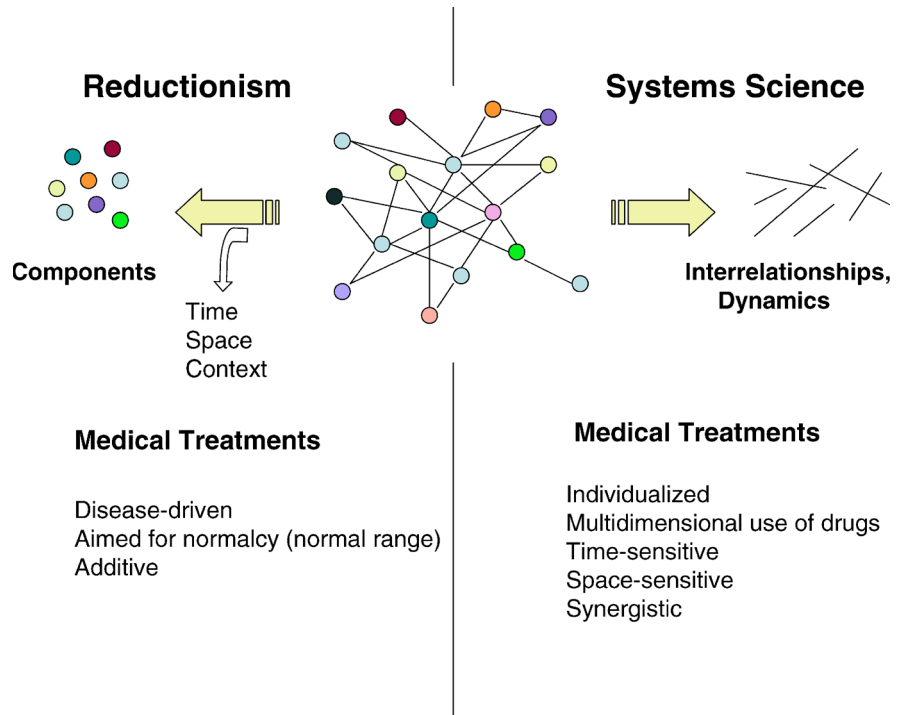 Reductionism
Components
Time
Space
Context
Medical Treatments
Disease-driven
Aimed for normalcy (normal range)
Additive
Systems Science
Interrelationships,
Dynamics
Medical Treatments
Individualized
Multidimensional use of drugs
Time-sensitive
Space-sensitive
Synergistic